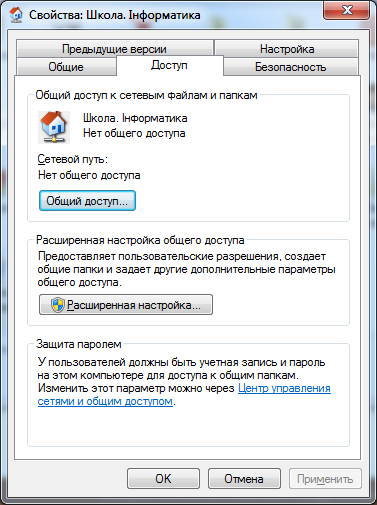 Свойства: Школа. Інформатика
Предыдущие версии
Настройка
Общие
Доступ
Безопасность
Общий доступ к сетевым файлам и папкам
Школа. Інформатика
Нет общего доступа
Сетевой путь:
Нет общего доступа
Общий доступ...
Расширенная настройка общего доступа
Предоставляет пользовательские разрешения, создает
общие папки и задает другие дополнительные параметры
общего доступа.
Расширенная настройка...
Защита паролем
У пользователей должны быть учетная запись и пароль
на этом компьютере для доступа к общим папкам.
Изменить этот параметр можно через Центр управления
сетями и общим доступом.
OK
Отмена
Применить